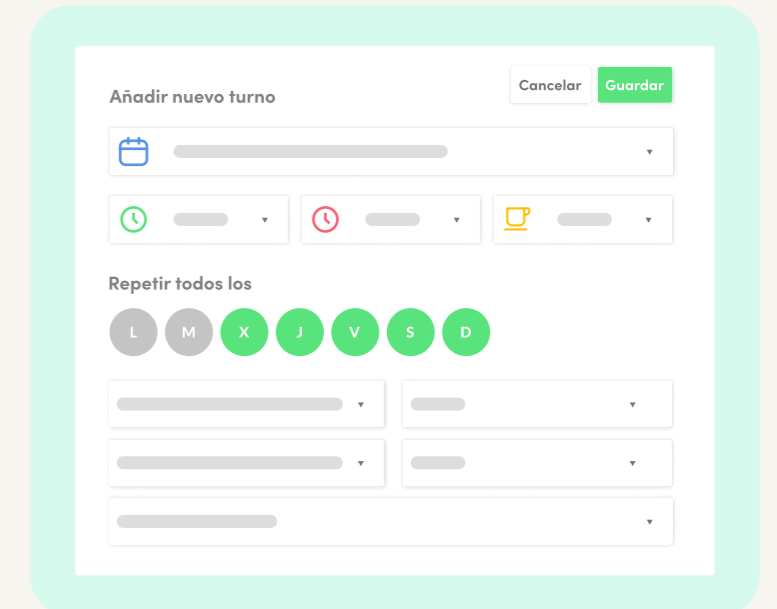 Añadir nuevo turno
Cancelar
Guardar
Repetir todos los
L M X J V S D